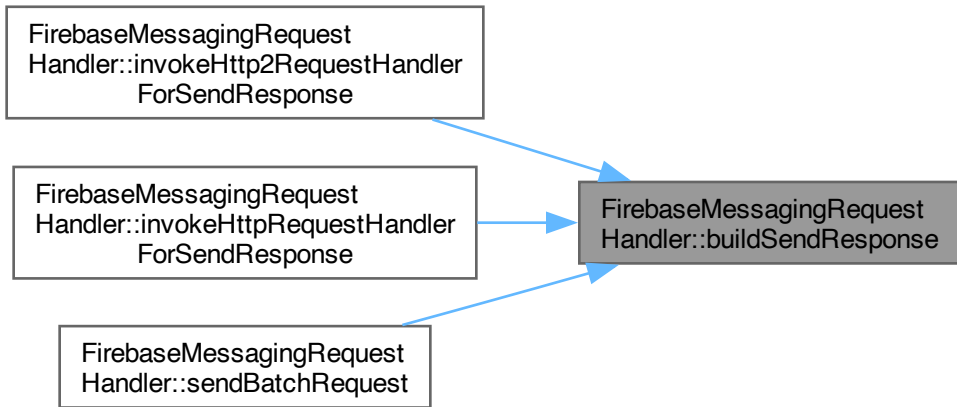 FirebaseMessagingRequest
Handler::invokeHttp2RequestHandler
ForSendResponse
FirebaseMessagingRequest
Handler::invokeHttpRequestHandler
ForSendResponse
FirebaseMessagingRequest
Handler::buildSendResponse
FirebaseMessagingRequest
Handler::sendBatchRequest